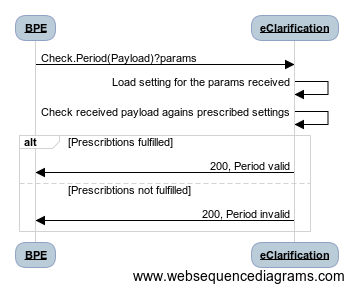 BPE eClarification
Check.Period(Payload)?params
Load setting for the params received
Check received payload agains prescribed settings
alt [Prescribtions fulfilled]
200, Period valid
[Prescribtions not fulfilled]
200, Period invalid
BPE eClarification
www.websequencediagrams.com